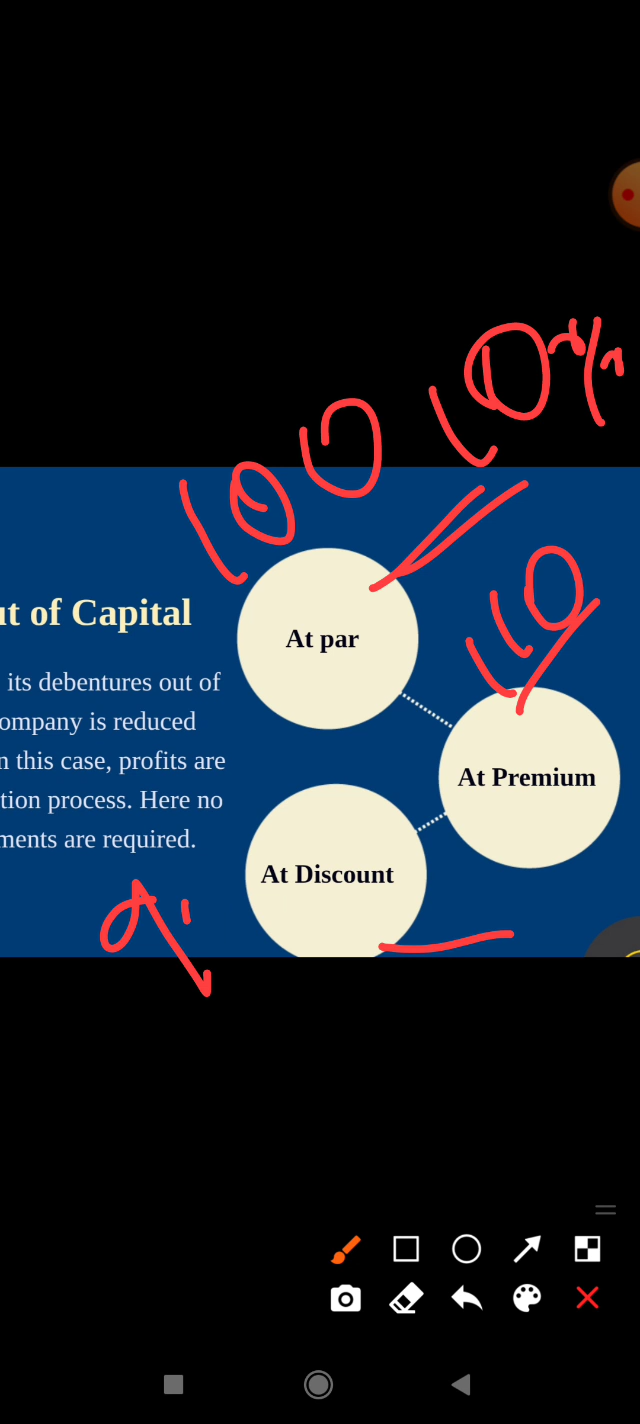 10%
100
ut of Capital
At par
110
its debentures out of
ompany is reduced
n this case, profits are
At Premium
tion process. Here no
ments are required.
At Discount